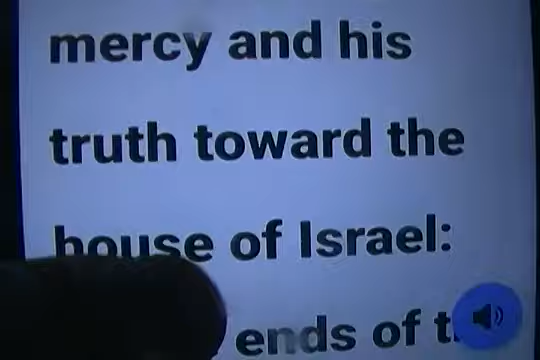 mercy and his
truth toward the
house of Israel:
ends of